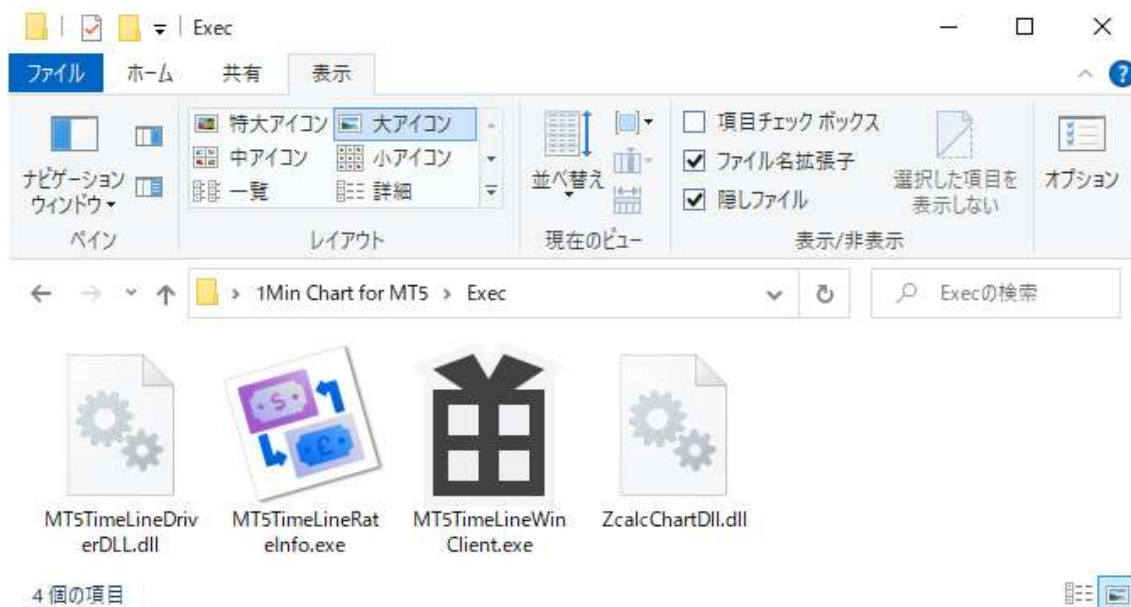 Exec
ファイル ホーム 共有 表示
特大アイコン 大アイコン 項目チェック ボックス
中アイコン 小アイコン ファイル名拡張子
ナビゲーション 並べ替え 選択した項目を オプション
一覧 詳細 隠しファイル
ウィンドウ 表示しない
ペイン レイアウト 現在のビュー 表示/非表示
1Min Chart for MT5 › Exec Execの検索
MT5TimeLineDriv MT5TimeLineRat MT5TimeLineWin ZcalcChartDll.dll
erDLL.dll eInfo.exe Client.exe
4 個の項目